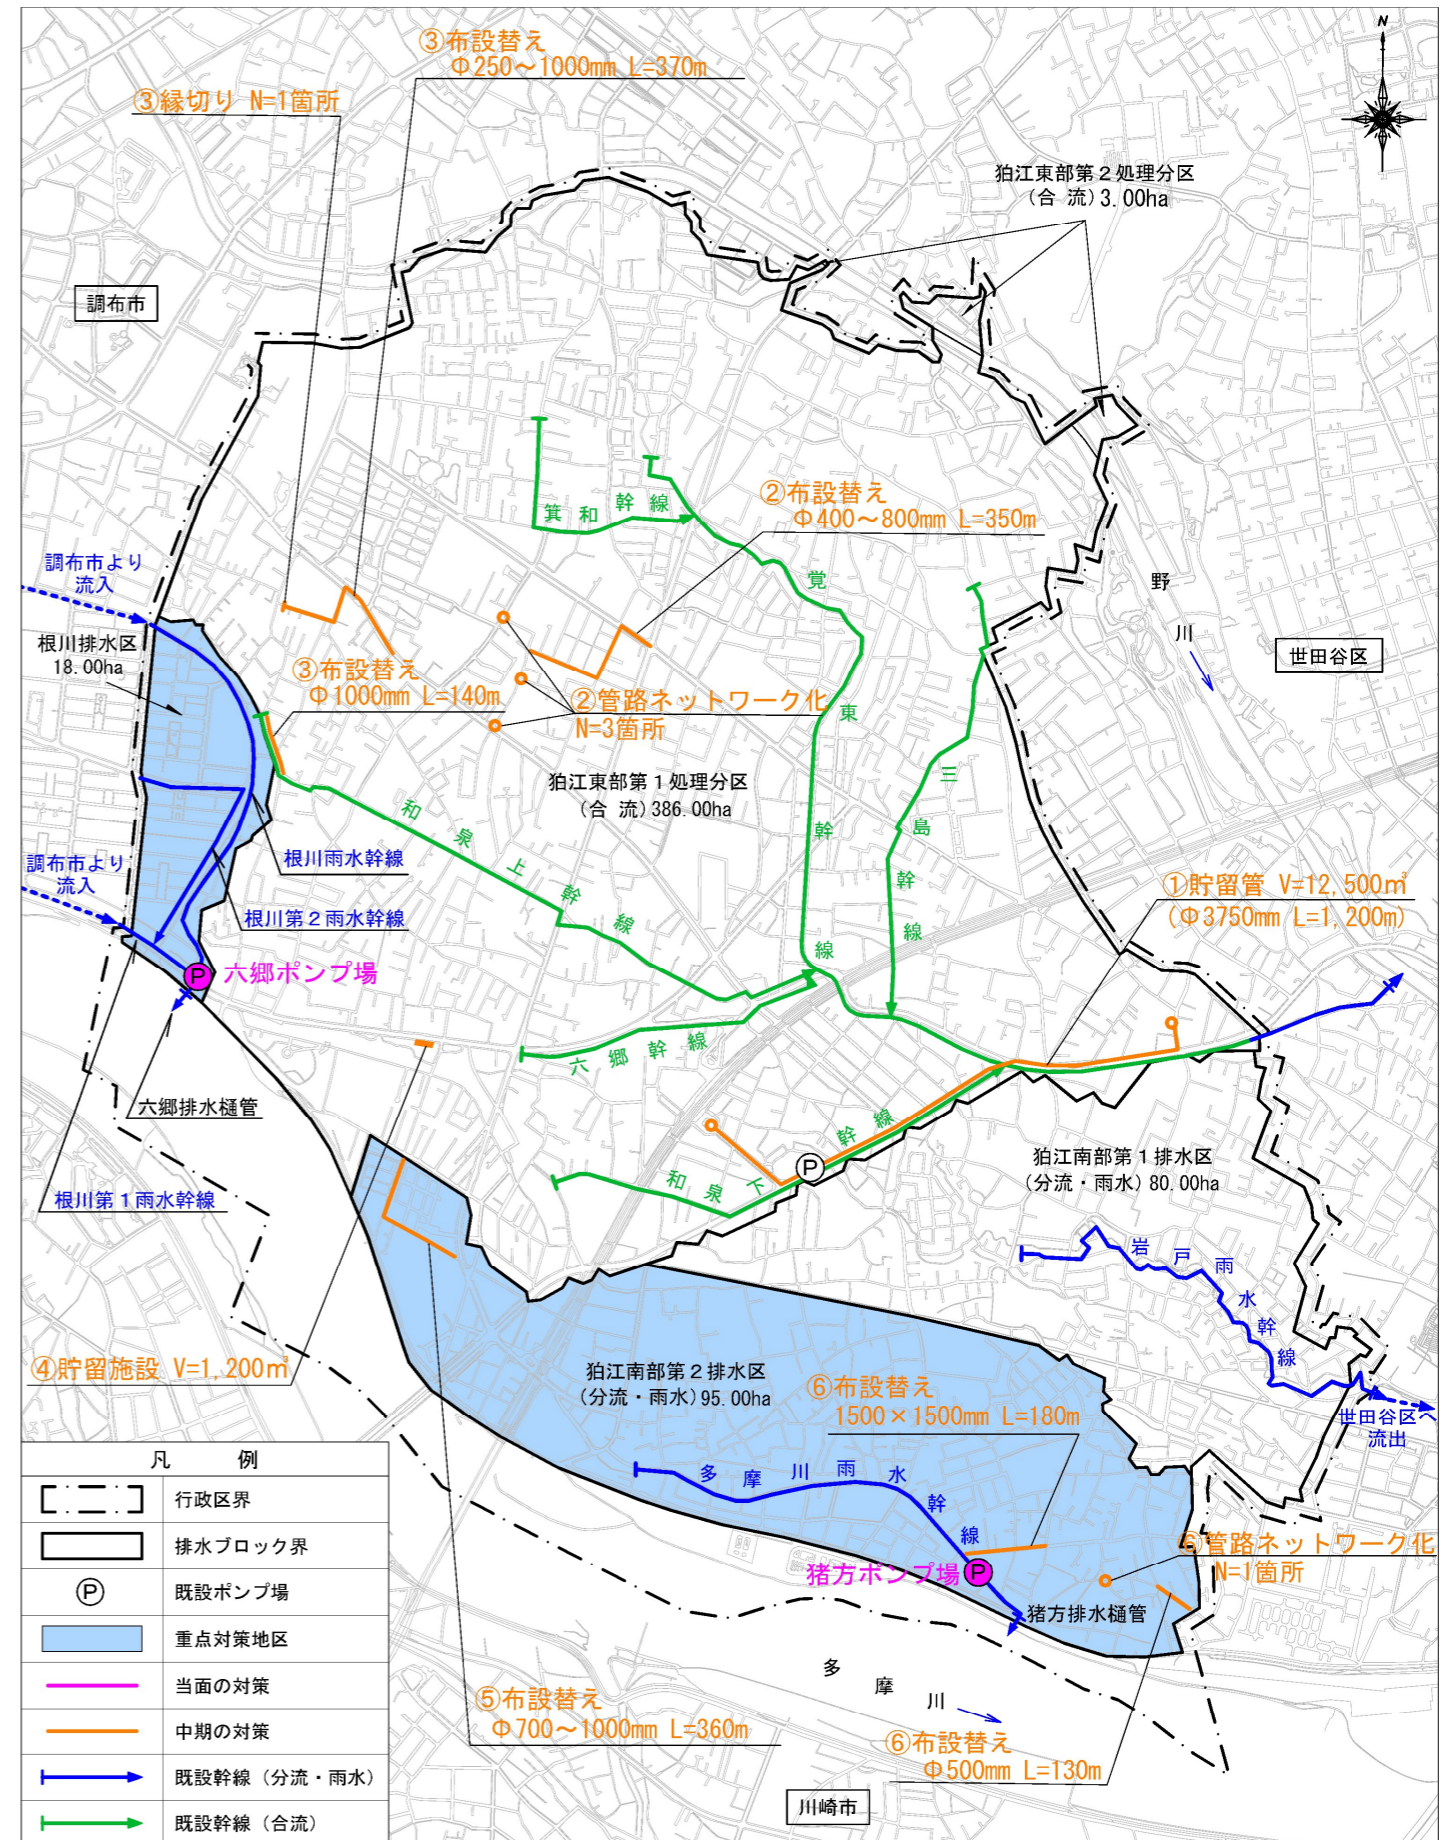 N
③布設替え
Φ250～1000mm L=370m
③縁切り N=1箇所
狛江東部第２処理分区
(合 流)3.00ha
調布市
②布設替え
Φ400～800mm L=350m
箕和幹線
覚東幹線
三島幹線
野川
世田谷区
調布市より
流入
根川排水区
18.00ha
③布設替え
Φ1000mm L=140m
②管路ネットワーク化
N=3箇所
狛江東部第１処理分区
(合 流)386.00ha
和泉上幹線
根川雨水幹線
調布市より
流入
根川第２雨水幹線
①貯留管 V=12,500㎥
(Φ3750mm L=1,200m)
P
六郷ポンプ場
六郷幹線
六郷排水樋管
P
和泉下幹線
狛江南部第１排水区
(分流・雨水)80.00ha
根川第１雨水幹線
岩戸雨水幹線
④貯留施設 V=1,200㎥
狛江南部第２排水区
(分流・雨水)95.00ha
⑥布設替え
1500×1500mm L=180m
世田谷区へ
流出
多摩川雨水幹線
⑥管路ネットワーク化
N=1箇所
猪方ポンプ場
P
猪方排水樋管
多摩川
⑤布設替え
Φ700～1000mm L=360m
⑥布設替え
Φ500mm L=130m
川崎市
凡 例
行政区界
排水ブロック界
P 既設ポンプ場
重点対策地区
当面の対策
中期の対策
既設幹線（分流・雨水）
既設幹線（合流）